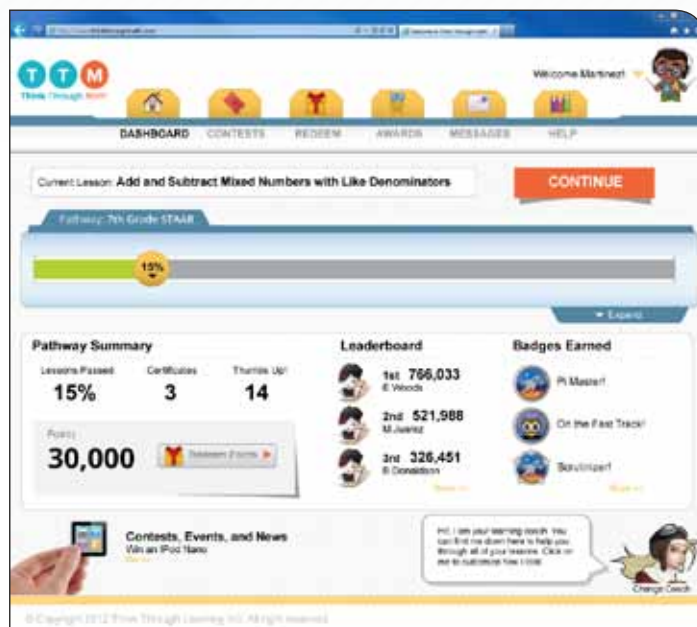 TTM
Think Through Math
Welcome Martinez!
DASHBOARD CONTESTS REDEEM AWARDS MESSAGES HELP
Current Lesson: Add and Subtract Mixed Numbers with Like Denominators
CONTINUE
Pathway: 7th Grade STAAR
15%
Expand
Pathway Summary
Lessons Passed Certificates Thumbs Up!
15% 3 14
Points
30,000
Redeem Points
Leaderboard
1st 766,033
E Woods
2nd 521,988
M Juarez
3rd 326,451
B Donaldson
More >>
Badges Earned
Pi Master!
On the Fast Track!
Scrutinizer!
More >>
Contests, Events, and News
Win an iPod Nano
Hi! I am your learning coach. You
can find me down here to help you
through all of your lessons. Click on
me to customize how I look.
Change Coach
© Copyright 2012 Think Through Learning Inc. All right reserved.